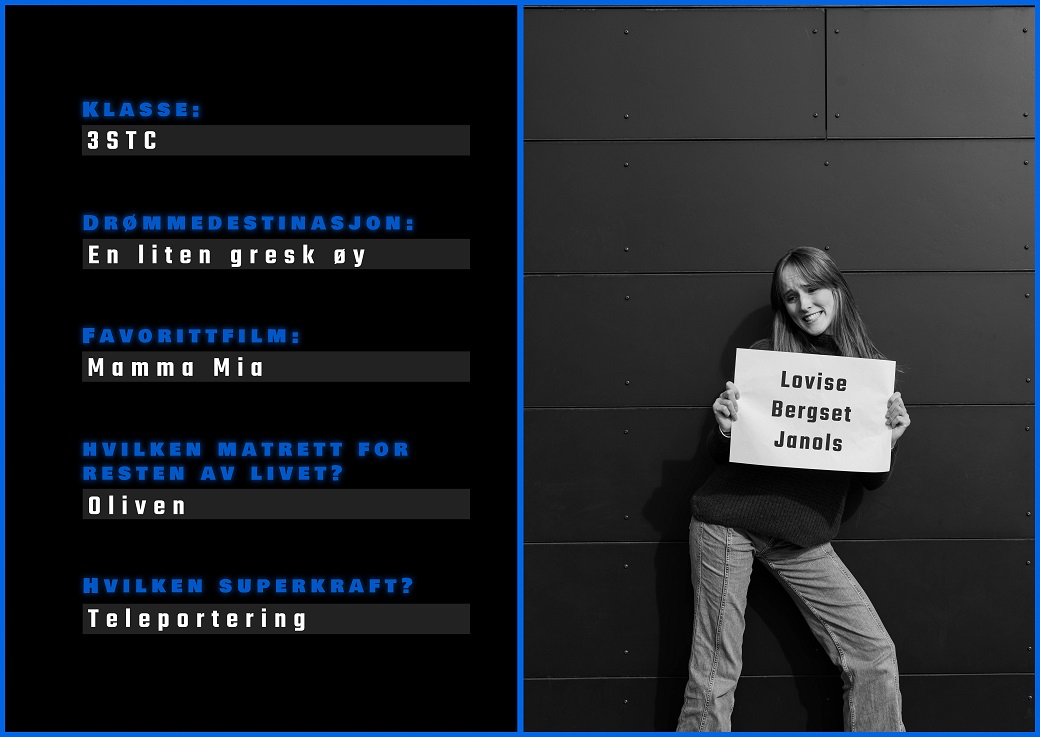 Klasse:
3STC
Drømmedestinasjon:
En liten gresk øy
Favorittfilm:
Mamma Mia
hvilken matrett for
resten av livet?
Oliven
Hvilken superkraft?
Teleportering
Lovise
Bergset
Janols